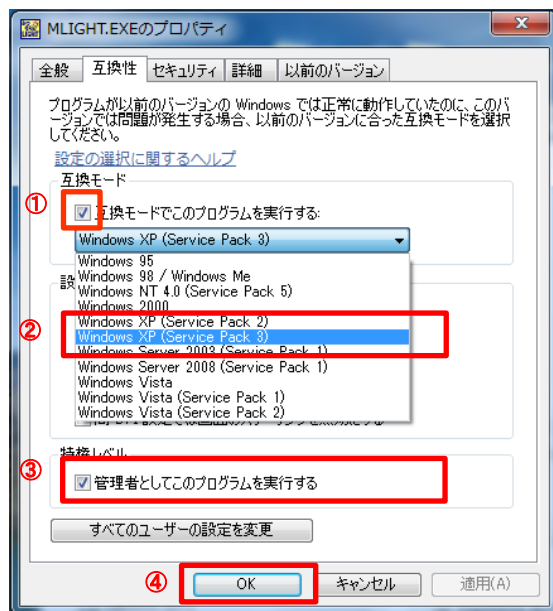 MLIGHT.EXEのプロパティ
全般 互換性 セキュリティ 詳細 以前のバージョン
プログラムが以前のバージョンの Windows では正常に動作していたのに、このバ
ージョンでは問題が発生する場合、以前のバージョンに合った互換モードを選択
してください。
設定の選択に関するヘルプ
互換モード
① 互換モードでこのプログラムを実行する:
Windows XP (Service Pack 3)
Windows 95
設 Windows 98 / Windows Me
Windows NT 4.0 (Service Pack 5)
Windows 2000
② Windows XP (Service Pack 2)
Windows XP (Service Pack 3)
Windows Server 2003 (Service Pack 1)
Windows Server 2008 (Service Pack 1)
Windows Vista
Windows Vista (Service Pack 1)
Windows Vista (Service Pack 2)
特権レベル
③ 管理者としてこのプログラムを実行する
すべてのユーザーの設定を変更
④ OK キャンセル 適用(A)